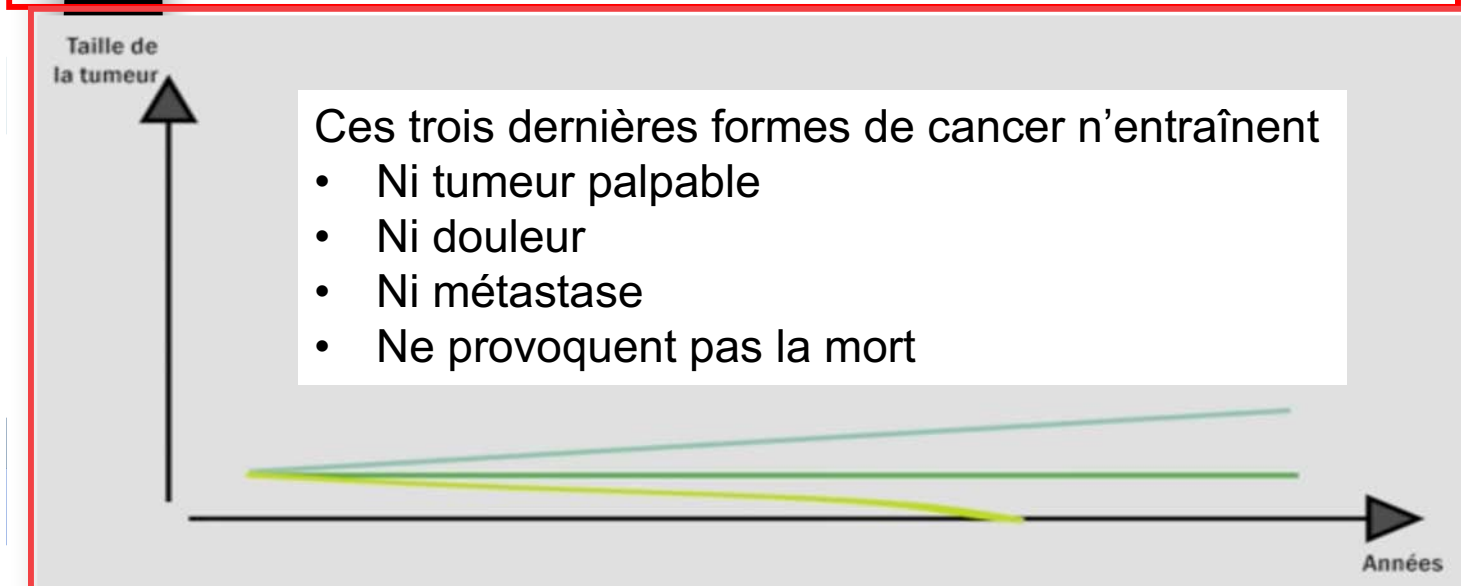 Taille de
la tumeur
Ces trois dernières formes de cancer n’entraînent
• Ni tumeur palpable
• Ni douleur
• Ni métastase
• Ne provoquent pas la mort
Années